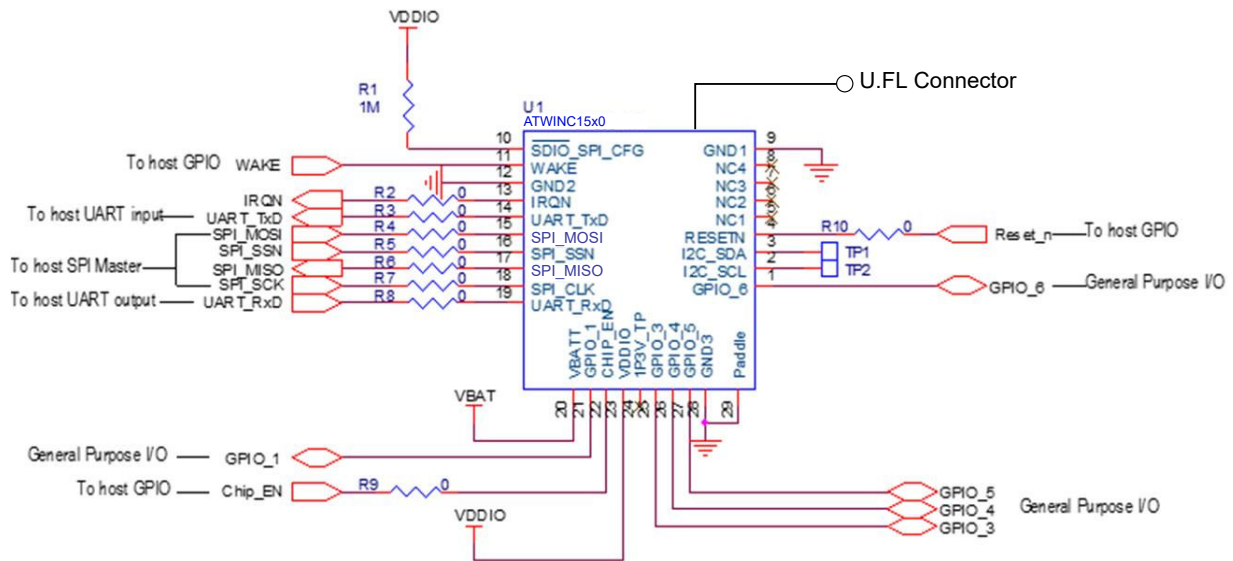 VDDIO
U.FL Connector
R1
1M
U1
ATWINC15x0
10
SDIO_SPI_CFG
GND1
9
To host GPIO WAKE
11
WAKE
NC4
8
12
GND2
NC3
7
IRQN
R2
0
13
IRQN
NC2
6
To host UART input
UART_TxD
R3
0
14
UART_TxD
NC1
5
SPI_MOSI
R4
0
15
SPI_MOSI
RESETN
4
R10
0
Reset_n
To host GPIO
SPI_SSN
R5
0
16
SPI_SSN
I2C_SDA
3
TP1
To host SPI Master
SPI_MISO
R6
0
17
SPI_MISO
I2C_SCL
2
TP2
SPI_SCK
R7
0
18
SPI_CLK
GPIO_6
1
GPIO_6
General Purpose I/O
To host UART output
UART_RxD
R8
0
19
UART_RxD
VBATT
GPIO_1
CHIP_EN
VDDIO
1P3V_TP
GPIO_3
GPIO_4
GPIO_5
GND3
Paddle
20
21
22
23
24
25
26
27
28
29
VBAT
General Purpose I/O
GPIO_1
To host GPIO
Chip_EN
R9
0
VDDIO
GPIO_5
GPIO_4
GPIO_3
General Purpose I/O